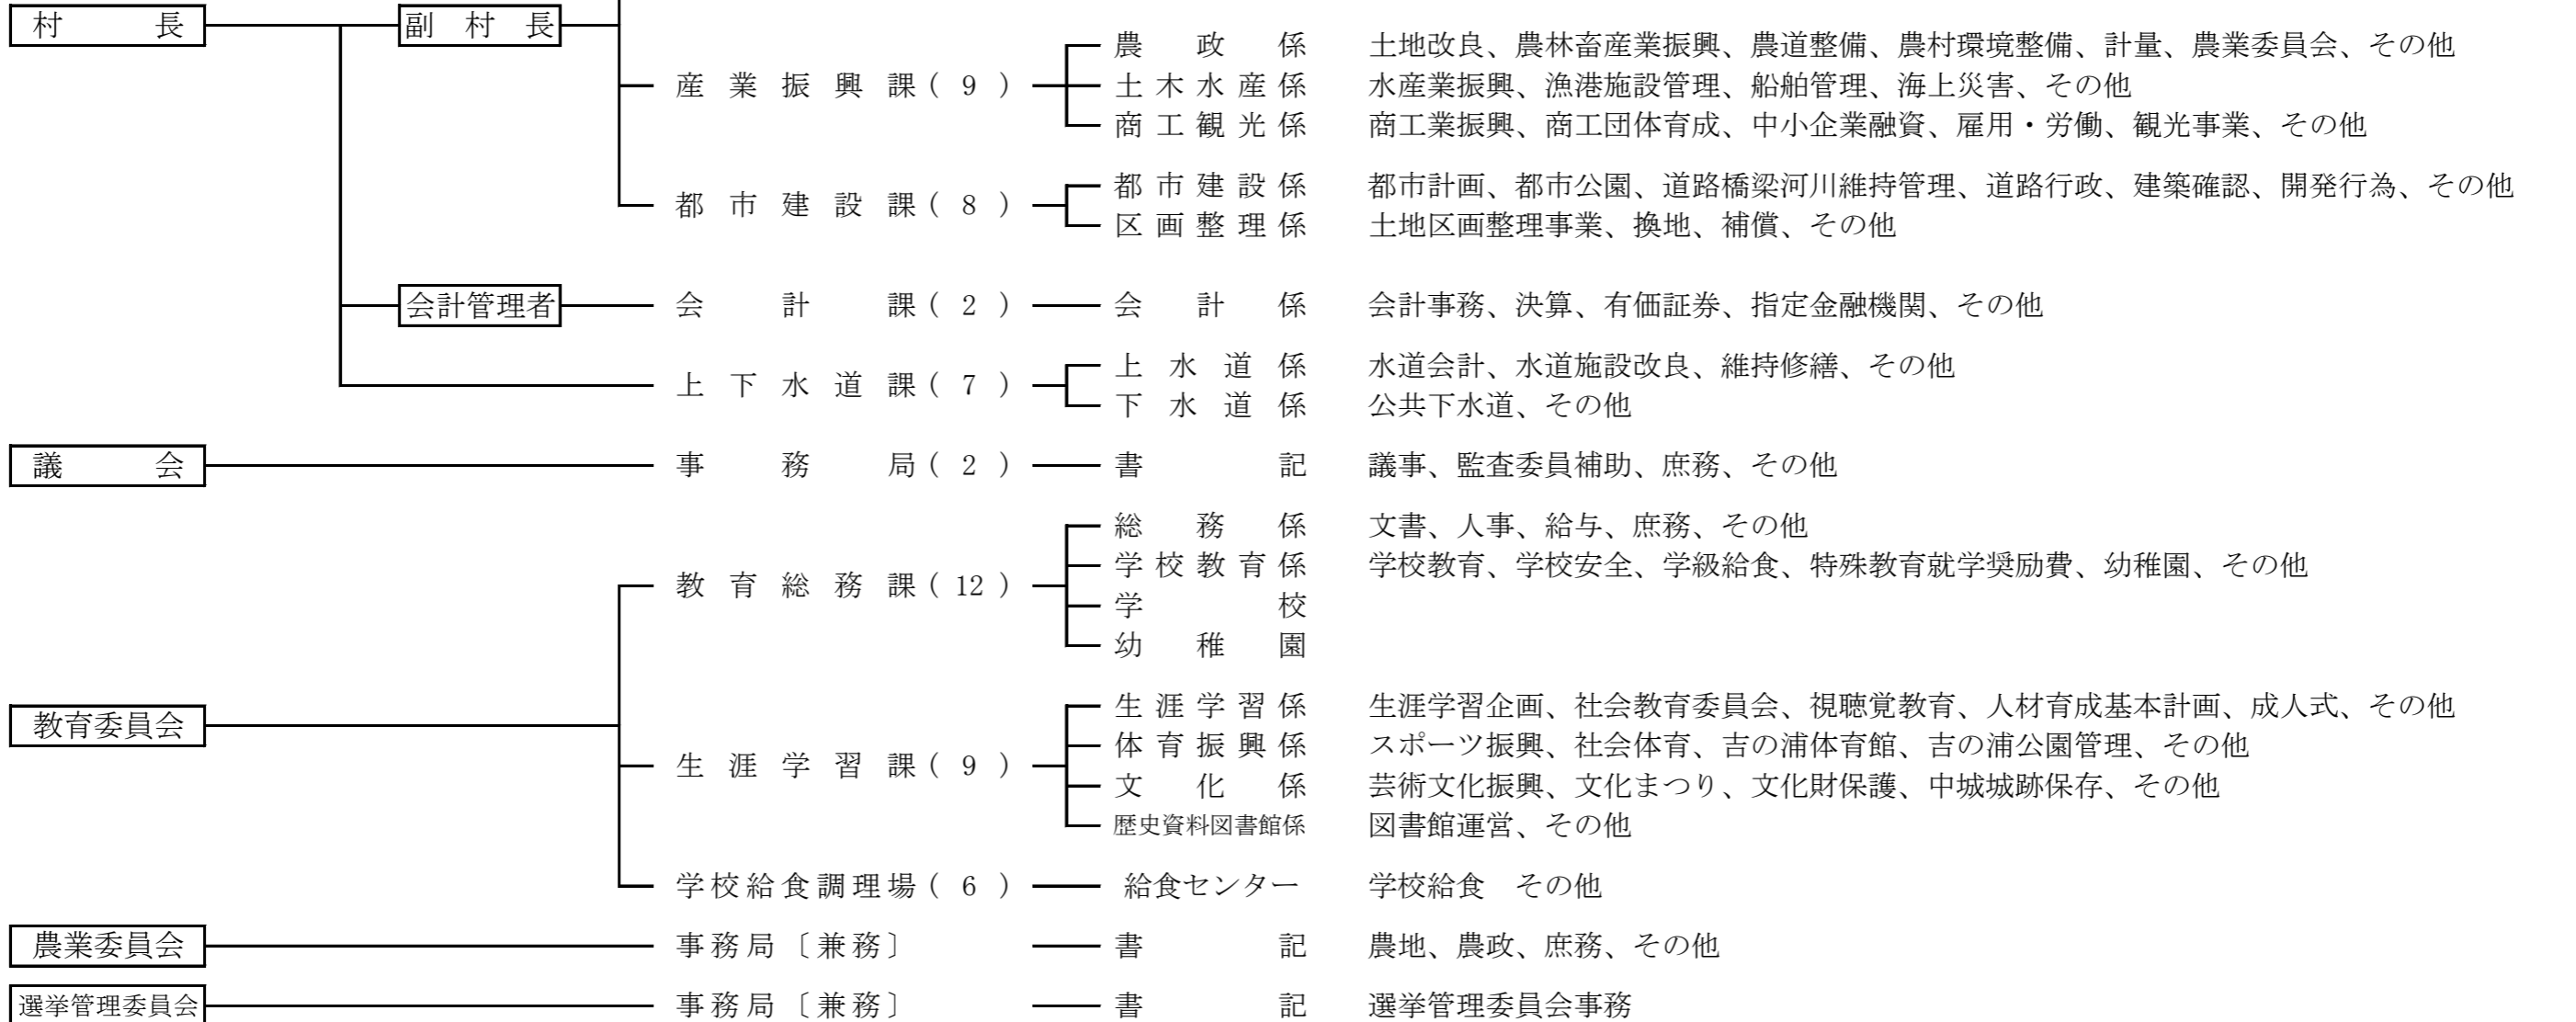 村長 副村長
農政係 土地改良、農林畜産業振興、農道整備、農村環境整備、計量、農業委員会、その他
産業振興課(9) 土木水産係 水産業振興、漁港施設管理、船舶管理、海上災害、その他
商工観光係 商工業振興、商工団体育成、中小企業融資、雇用・労働、観光事業、その他
都市建設係 都市計画、都市公園、道路橋梁河川維持管理、道路行政、建築確認、開発行為、その他
都市建設課(8)
区画整理係 土地区画整理事業、換地、補償、その他
会計管理者 会計課(2) 会計係 会計事務、決算、有価証券、指定金融機関、その他
上水道係 水道会計、水道施設改良、維持修繕、その他
上下水道課(7)
下水道係 公共下水道、その他
議会 事務局(2) 書記 議事、監査委員補助、庶務、その他
総務係 文書、人事、給与、庶務、その他
学校教育係 学校教育、学校安全、学級給食、特殊教育就学奨励費、幼稚園、その他
教育総務課(12)
学校
幼稚園
生涯学習係 生涯学習企画、社会教育委員会、視聴覚教育、人材育成基本計画、成人式、その他
教育委員会
体育振興係 スポーツ振興、社会体育、吉の浦体育館、吉の浦公園管理、その他
生涯学習課(9)
文化係 芸術文化振興、文化まつり、文化財保護、中城城跡保存、その他
歴史資料図書館係 図書館運営、その他
学校給食調理場(6) 給食センター 学校給食 その他
農業委員会 事務局〔兼務〕 書記 農地、農政、庶務、その他
選挙管理委員会 事務局〔兼務〕 書記 選挙管理委員会事務